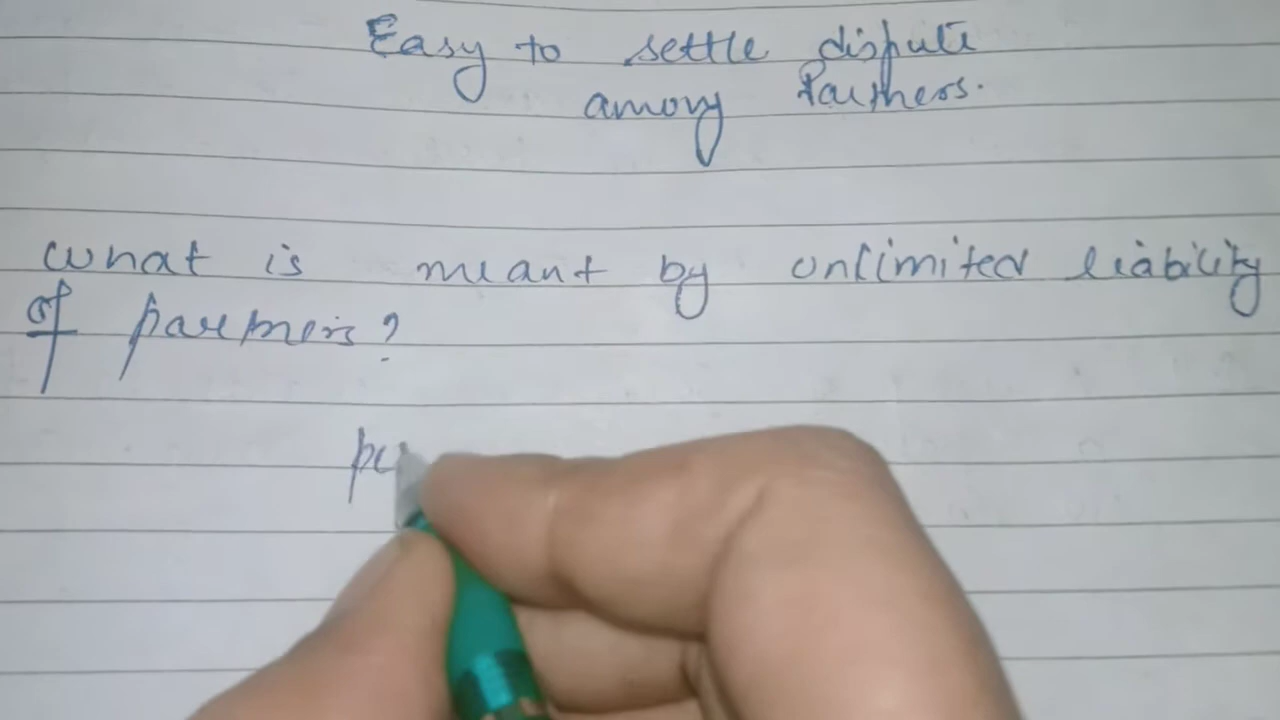 Easy to settle dispute
among Partners.
What is meant by unlimited liability
of partners?